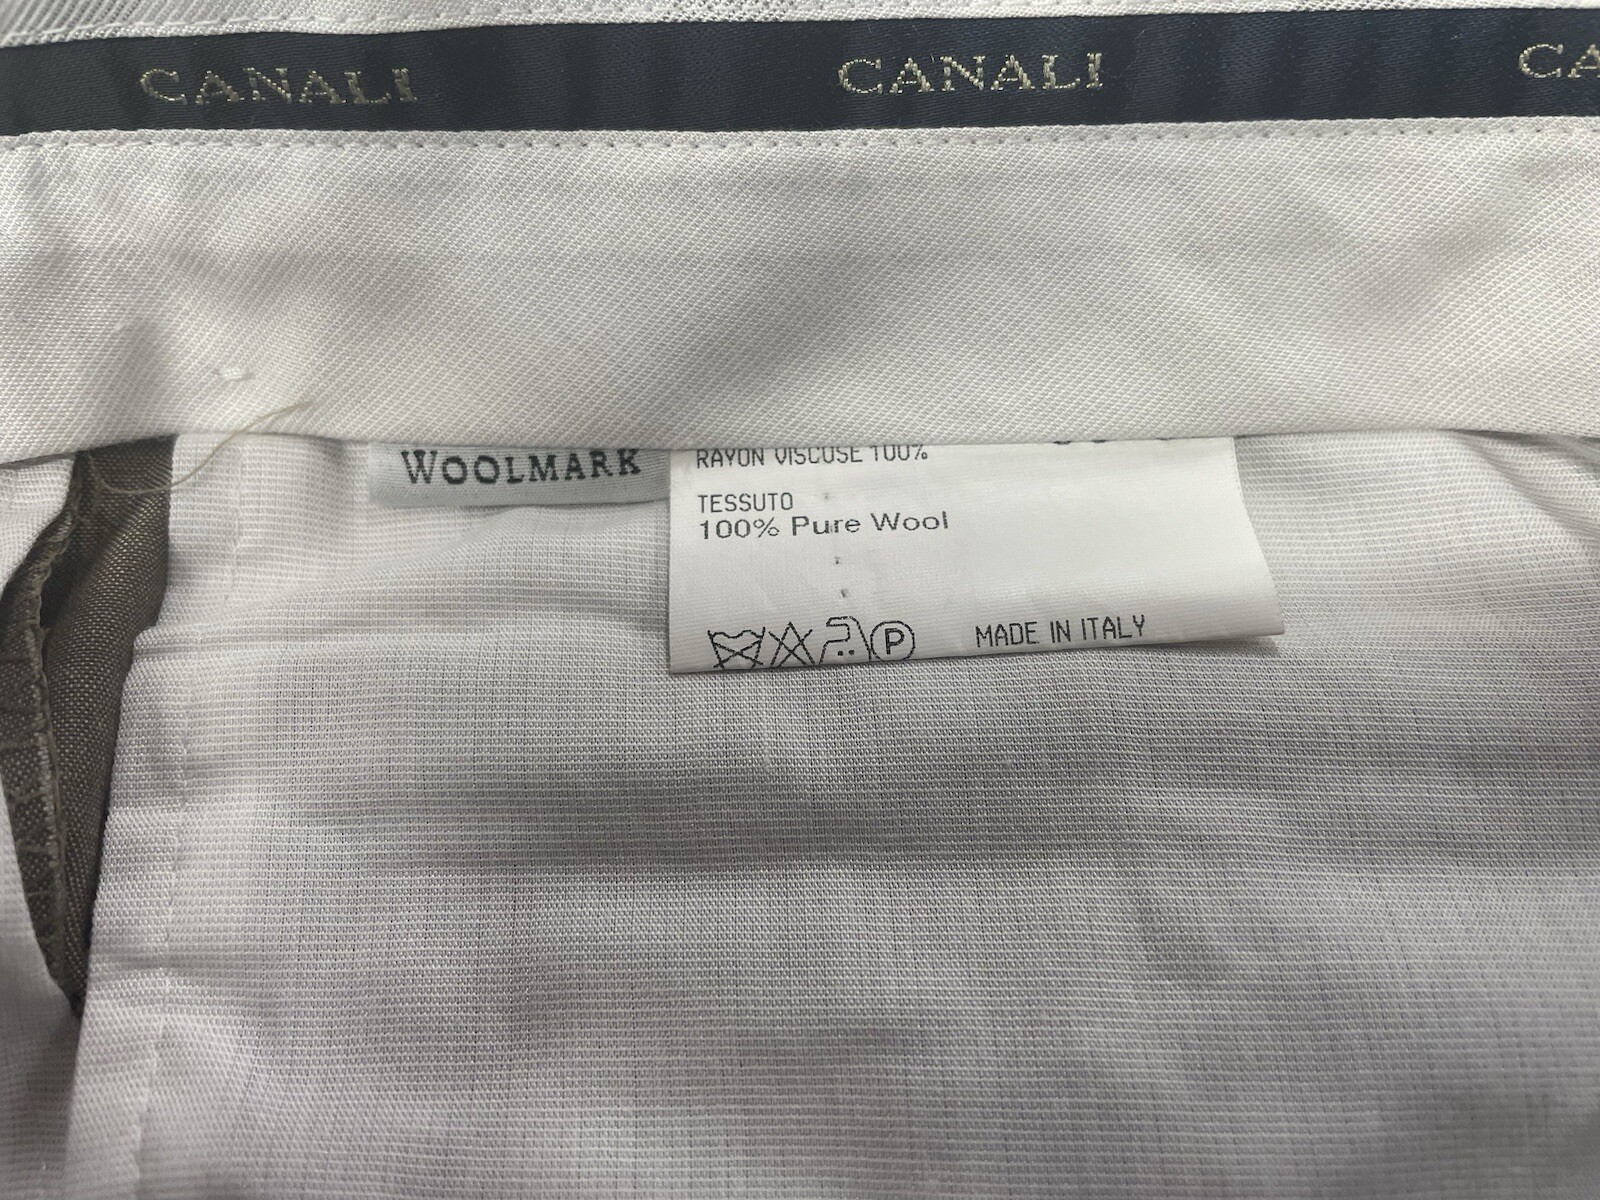 CANALI CANALI CA
WOOLMARK
RAYON VISCOSE 100%
TESSUTO
100% Pure Wool
P
MADE IN ITALY